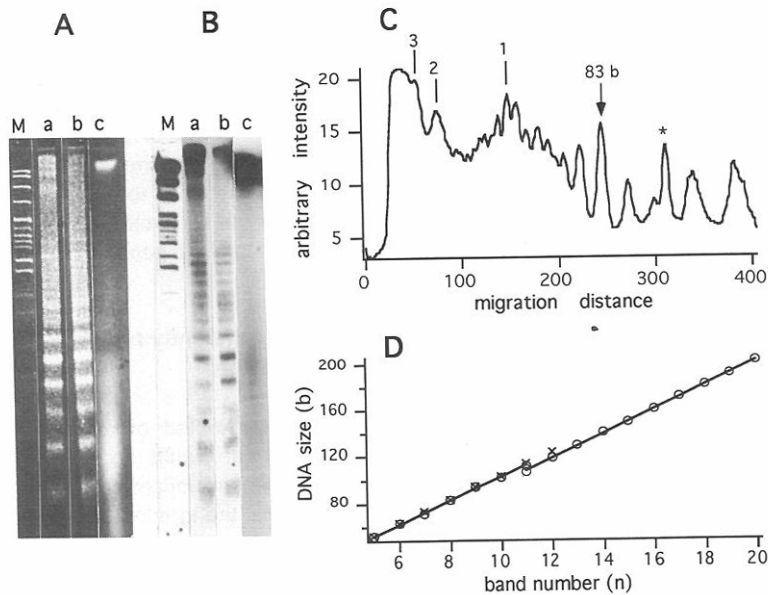 A
M a b c
B
M a b c
C
3
2
1
83 b
*
20
15
10
5
arbitrary intensity
0 100 200 300 400
migration distance
D
200
160
120
80
DNA size (b)
6 8 10 12 14 16 18 20
band number (n)